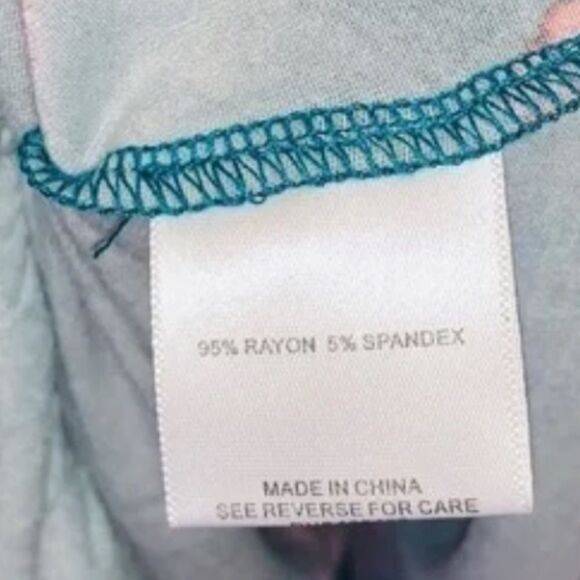 95% RAYON 5% SPANDEX
MADE IN CHINA
SEE REVERSE FOR CARE